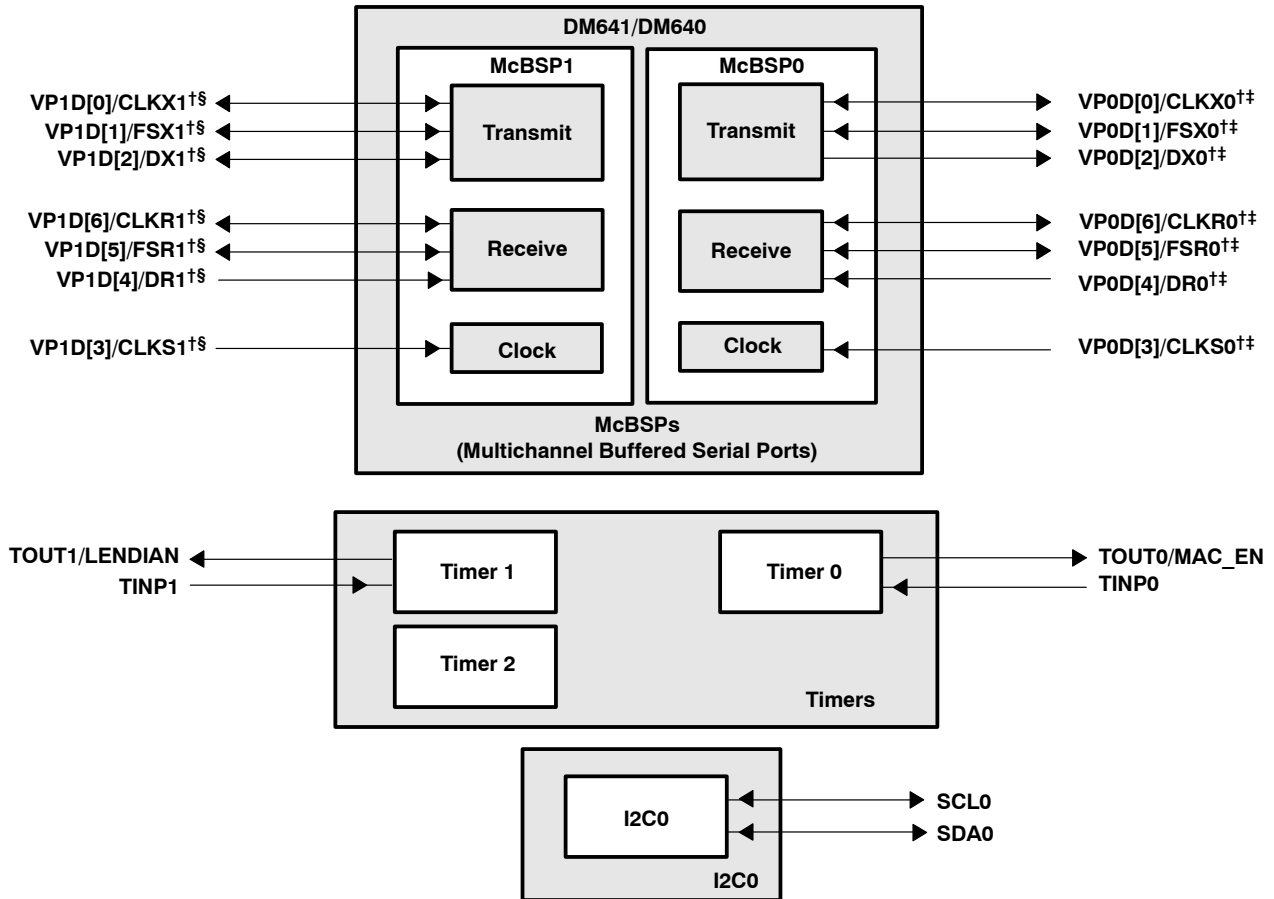 DM641/DM640
McBSP1
McBSP0
VP1D[0]/CLKX1†§
VP1D[1]/FSX1†§
VP1D[2]/DX1†§
Transmit
Transmit
VP0D[0]/CLKX0†‡
VP0D[1]/FSX0†‡
VP0D[2]/DX0†‡
VP1D[6]/CLKR1†§
VP1D[5]/FSR1†§
VP1D[4]/DR1†§
Receive
Receive
VP0D[6]/CLKR0†‡
VP0D[5]/FSR0†‡
VP0D[4]/DR0†‡
VP1D[3]/CLKS1†§
Clock
Clock
VP0D[3]/CLKS0†‡
McBSPs
(Multichannel Buffered Serial Ports)
TOUT1/LENDIAN
TINP1
Timer 1
Timer 0
TOUT0/MAC_EN
TINP0
Timer 2
Timers
I2C0
SCL0
SDA0
I2C0